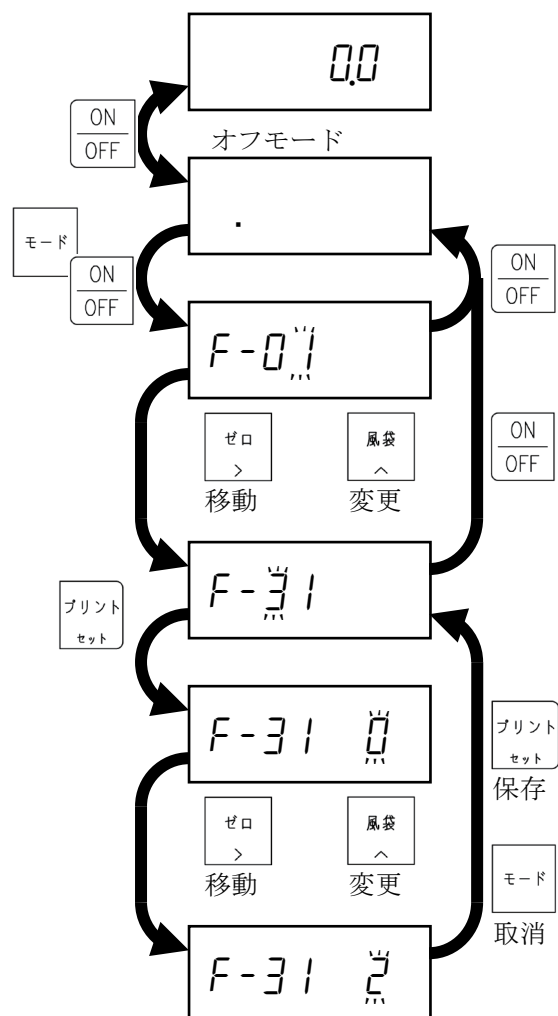 0.0
ON
OFF
オフモード
.
モード
ON
OFF
ON
OFF
F-01
ゼロ
>
移動
風袋
^
変更
ON
OFF
F-31
プリント
セット
F-31 0
プリント
セット
保存
ゼロ
>
移動
風袋
^
変更
モード
取消
F-31 2